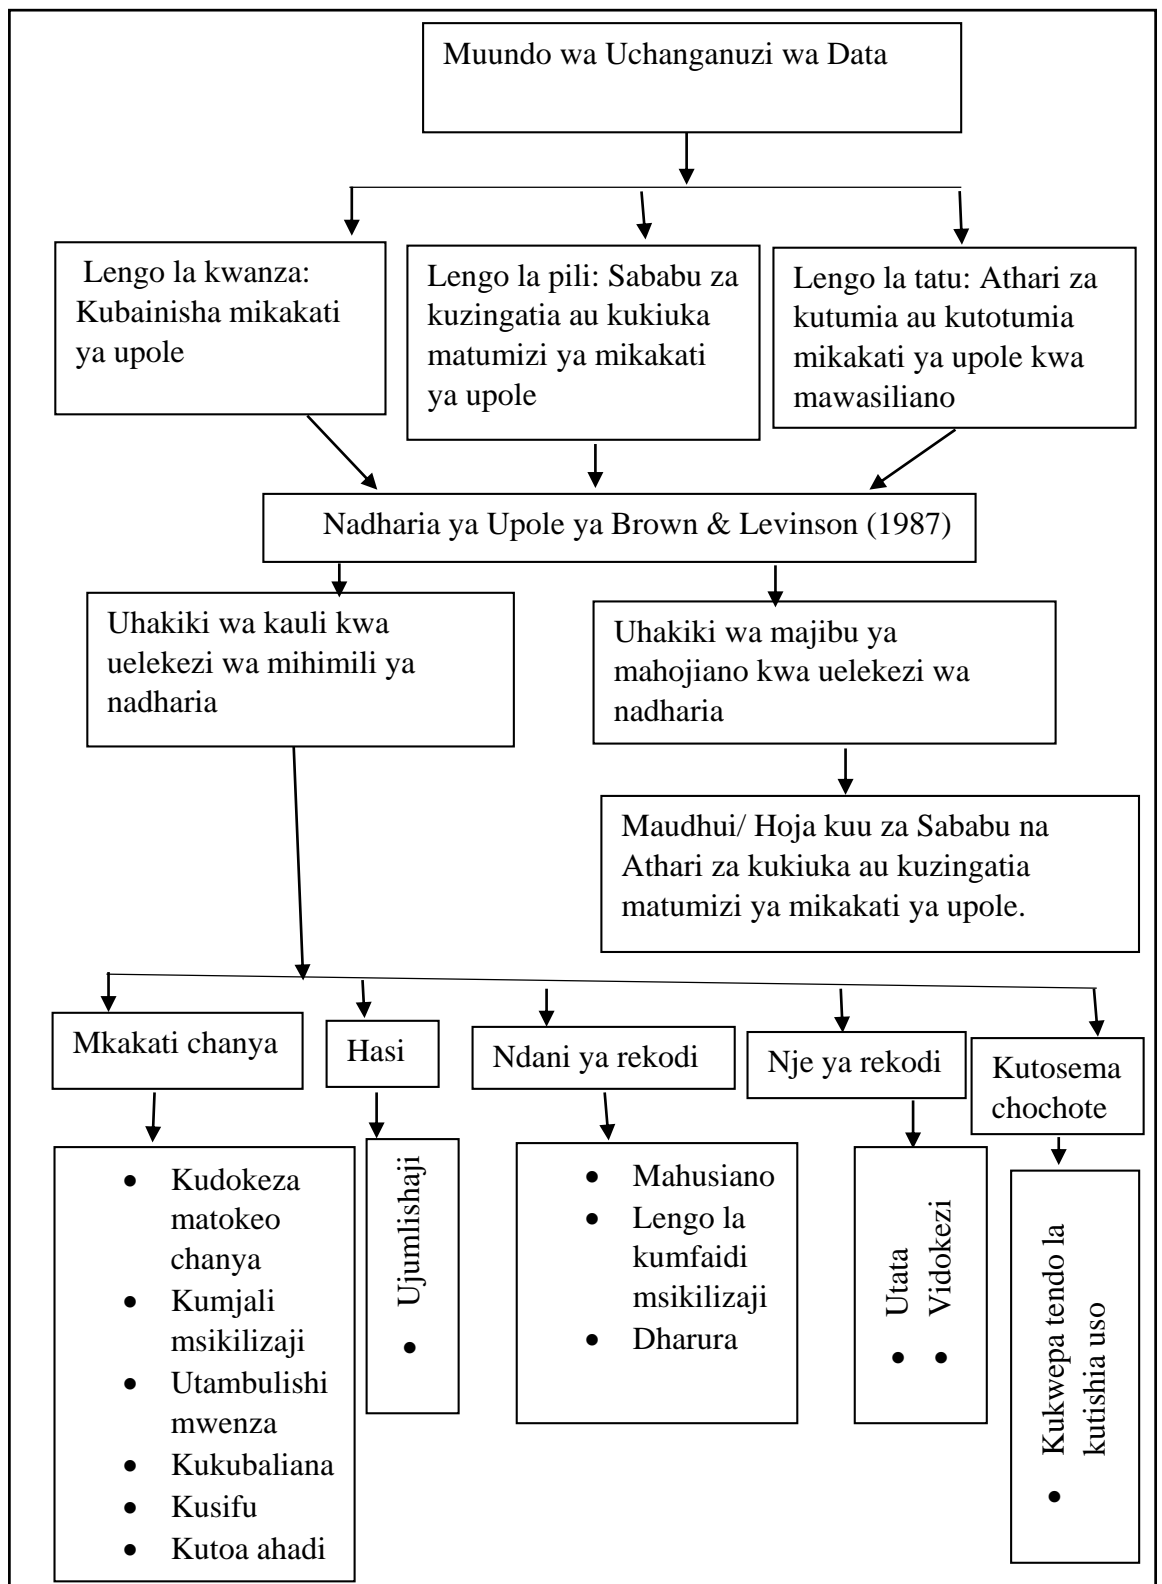 Muundo wa Uchanganuzi wa Data
Lengo la kwanza:
Kubainisha mikakati
ya upole
Lengo la pili: Sababu za
kuzingatia au kukiuka
matumizi ya mikakati
ya upole
Lengo la tatu: Athari za
kutumia au kutotumia
mikakati ya upole kwa
mawasiliano
Nadharia ya Upole ya Brown & Levinson (1987)
Uhakiki wa kauli kwa
uelekezi wa mihimili ya
nadharia
Uhakiki wa majibu ya
mahojiano kwa uelekezi wa
nadharia
Maudhui/ Hoja kuu za Sababu na
Athari za kukiuka au kuzingatia
matumizi ya mikakati ya upole.
Mkakati chanya
Hasi
Ndani ya rekodi
Nje ya rekodi
Kutosema
chochote
• Kudokeza
matokeo
chanya
• Kumjali
msikilizaji
• Utambulishi
mwenza
• Kukubaliana
• Kusifu
• Kutoa ahadi
• Ujumlishaji
• Mahusiano
• Lengo la
kumfaidi
msikilizaji
• Dharura
• Utata
• Vidokezi
• Kukwepa tendo la
kutishia uso